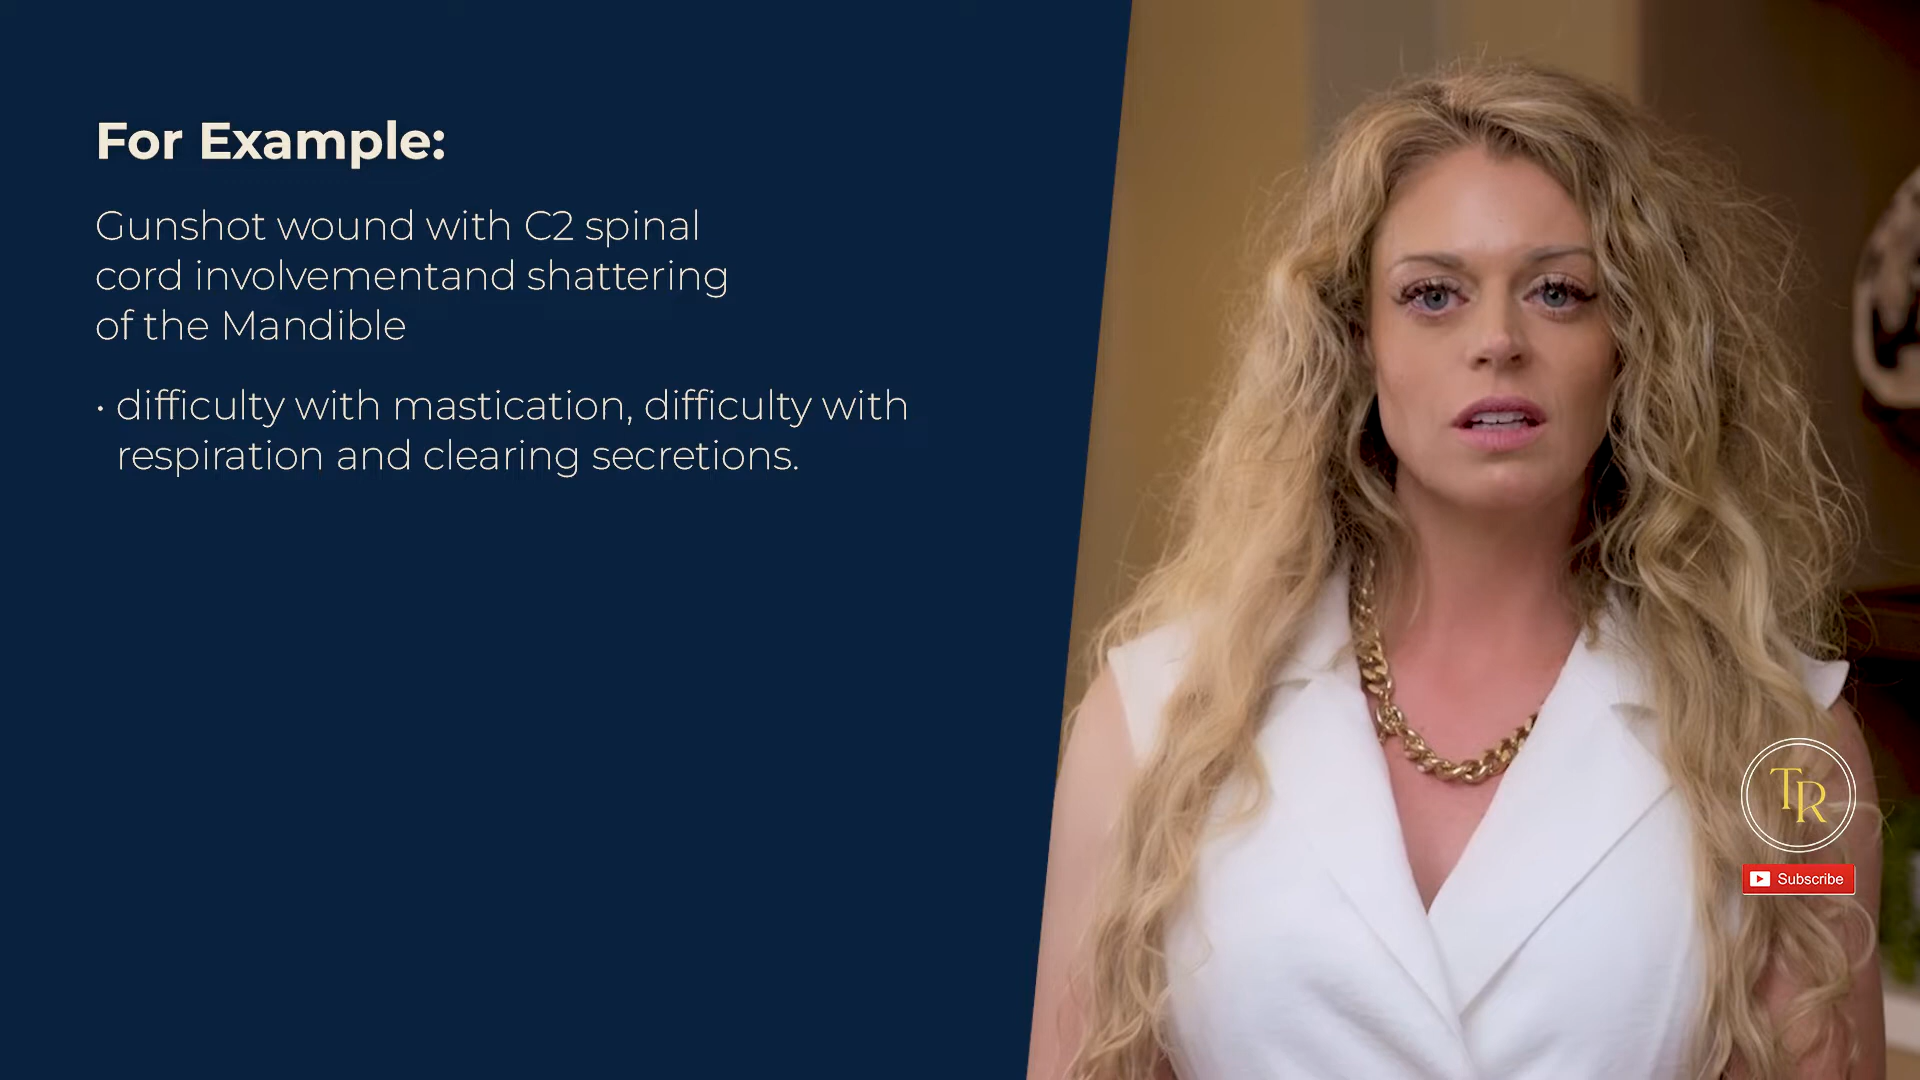 For Example:
Gunshot wound with C2 spinal
cord involvementand shattering
of the Mandible
• difficulty with mastication, difficulty with
respiration and clearing secretions.
TR
Subscribe